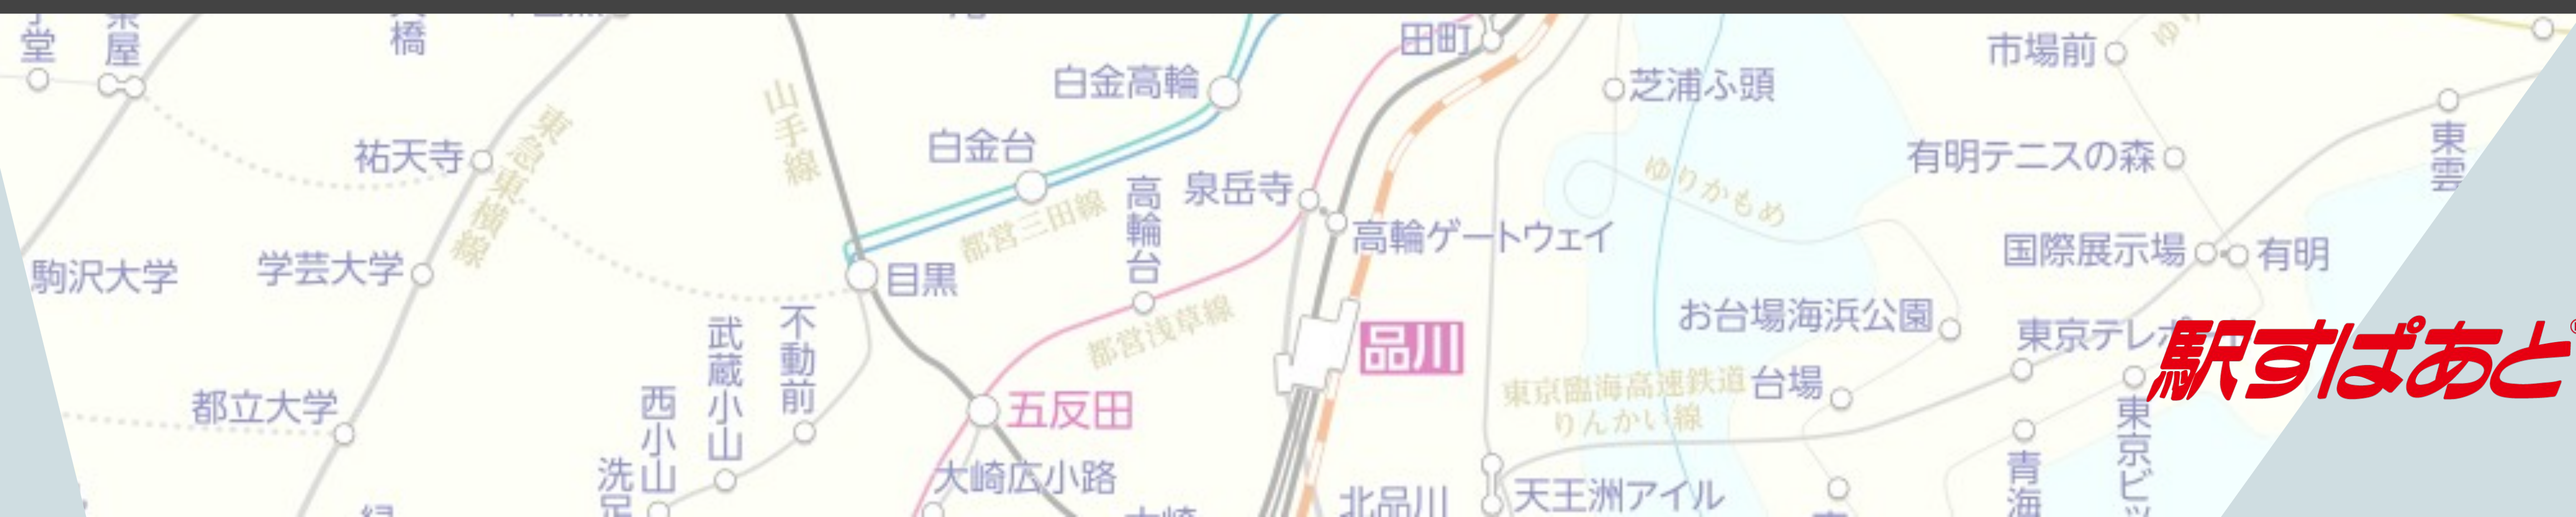 堂
屋
橋
田町
市場前
白金高輪
芝浦ふ頭
山手線
東急東横線
祐天寺
白金台
高輪台
泉岳寺
有明テニスの森
東雲
ゆりかもめ
都営三田線
高輪ゲートウェイ
国際展示場
有明
駒沢大学
学芸大学
目黒
都営浅草線
品川
お台場海浜公園
東京テレポ
駅すぱあと
不動前
武蔵小山
西小山
都立大学
五反田
東京臨海高速鉄道
りんかい線
台場
洗足
大崎広小路
北品川
天王洲アイル
青海
東京ビッ